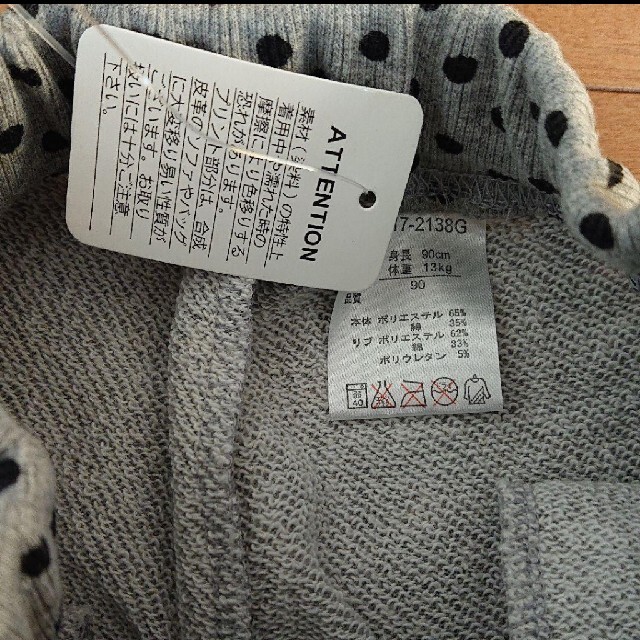 ATTENTION
素材(染料)の特性上
着用中や濡れた時の
摩擦により色移りする
恐れがあります。
プリント部分は、合成
皮革のソファやバッグ
に大変移り易い性質が
ございます。お取り
扱いには十分ご注意
下さい。
17-2138G
身長 90cm
体重 13kg
90
品質
本体 ポリエステル 65%
綿 35%
リブ ポリエステル 62%
綿 33%
ポリウレタン 5%
40